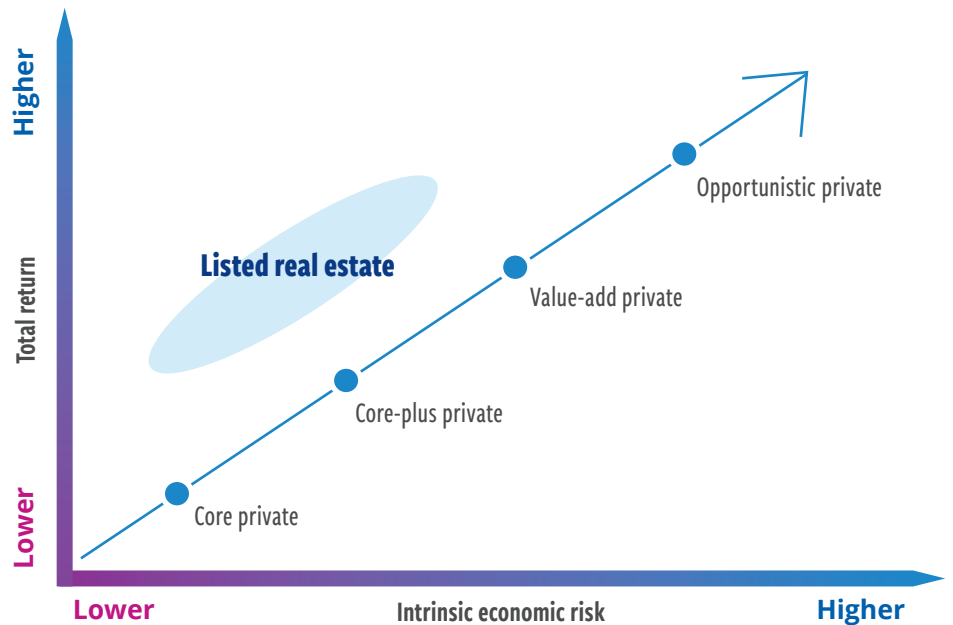 Higher
Opportunistic private
Listed real estate
Total return
Value-add private
Core-plus private
Lower
Core private
Lower
Intrinsic economic risk
Higher